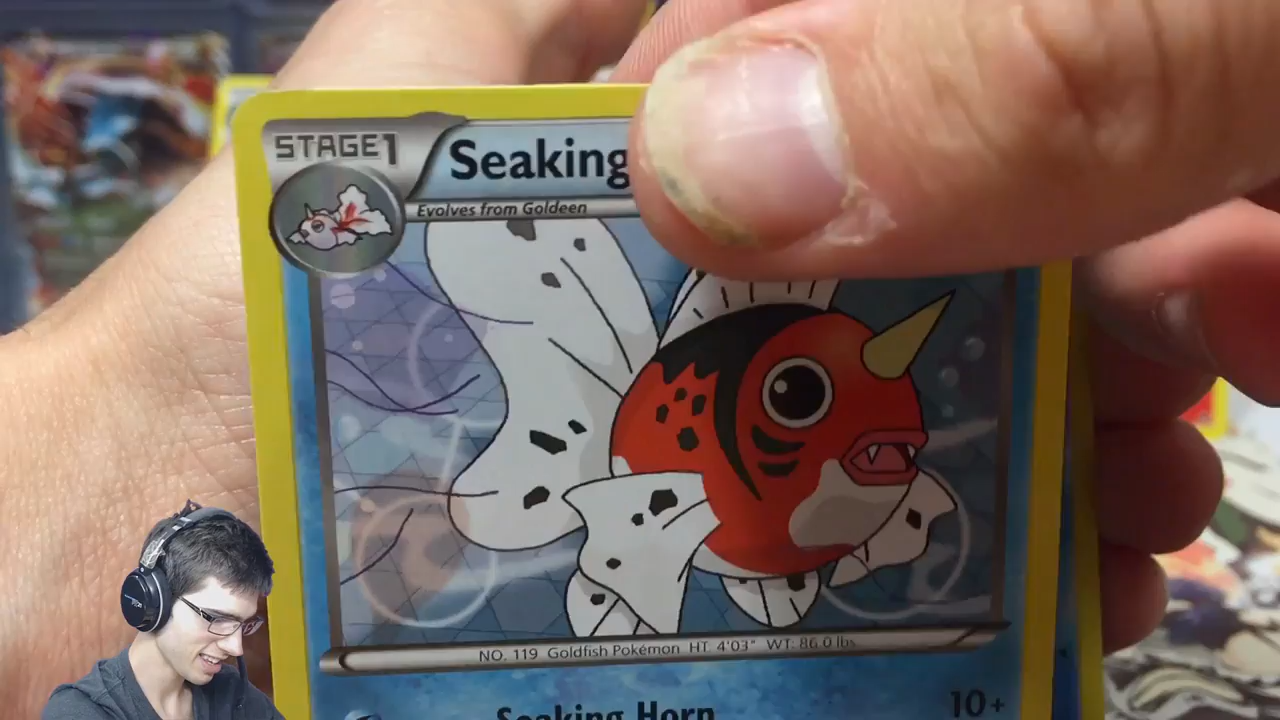 STAGE1
Seaking
Evolves from Goldeen
NO. 119 Goldfish Pokémon HT: 4'03" WT: 86.0 lbs
Seaking Horn 10+